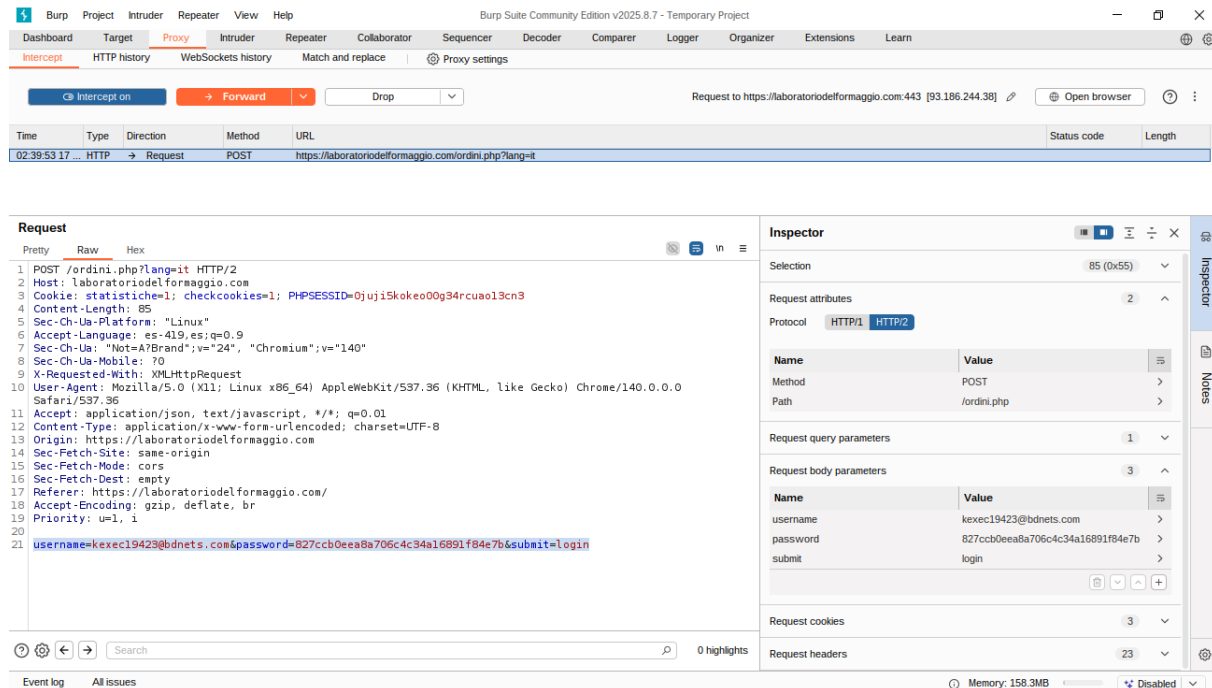 Burp Project Intruder Repeater View Help Burp Suite Community Edition v2025.8.7 - Temporary Project
Dashboard Target Proxy Intruder Repeater Collaborator Sequencer Decoder Comparer Logger Organizer Extensions Learn
Intercept HTTP history WebSockets history Match and replace Proxy settings
Intercept on → Forward Drop Request to https://laboratoriodelformaggio.com:443 [93.186.244.38] Open browser
Time Type Direction Method URL Status code Length
02:39:53 17 ... HTTP → Request POST https://laboratoriodelformaggio.com/ordini.php?lang=it
Request
Pretty Raw Hex \n
1 POST /ordini.php?lang=it HTTP/2
2 Host: laboratoriodelformaggio.com
3 Cookie: statistiche=1; checkcookies=1; PHPSESSID=0juji5kokeo00g34rcuao13cn3
4 Content-Length: 85
5 Sec-Ch-Ua-Platform: "Linux"
6 Accept-Language: es-419,es;q=0.9
7 Sec-Ch-Ua: "Not=A?Brand";v="24", "Chromium";v="140"
8 Sec-Ch-Ua-Mobile: ?0
9 X-Requested-With: XMLHttpRequest
10 User-Agent: Mozilla/5.0 (X11; Linux x86_64) AppleWebKit/537.36 (KHTML, like Gecko) Chrome/140.0.0.0
Safari/537.36
11 Accept: application/json, text/javascript, */*; q=0.01
12 Content-Type: application/x-www-form-urlencoded; charset=UTF-8
13 Origin: https://laboratoriodelformaggio.com
14 Sec-Fetch-Site: same-origin
15 Sec-Fetch-Mode: cors
16 Sec-Fetch-Dest: empty
17 Referer: https://laboratoriodelformaggio.com/
18 Accept-Encoding: gzip, deflate, br
19 Priority: u=1, i
20
21 username=kexec19423@bdnets.com&password=827ccb0eea8a706c4c34a16891f84e7b&submit=login
Search 0 highlights
Inspector
Selection 85 (0x55)
Request attributes 2
Protocol HTTP/1 HTTP/2
Name Value
Method POST
Path /ordini.php
Request query parameters 1
Request body parameters 3
Name Value
username kexec19423@bdnets.com
password 827ccb0eea8a706c4c34a16891f84e7b
submit login
Request cookies 3
Request headers 23
Inspector
Notes
Event log All issues Memory: 158.3MB Disabled